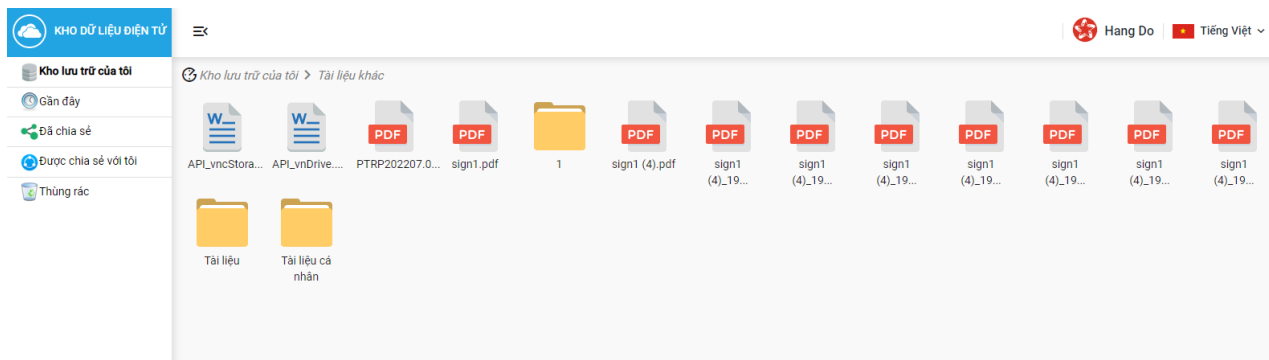 KHO DỮ LIỆU ĐIỆN TỬ
Hang Do
Tiếng Việt
Kho lưu trữ của tôi
Gần đây
Đã chia sẻ
Được chia sẻ với tôi
Thùng rác
Kho lưu trữ của tôi > Tài liệu khác
W
W
PDF
PDF
PDF
PDF
PDF
PDF
PDF
PDF
PDF
PDF
API_vncStora...
API_vnDrive....
PTRP202207.0...
sign1.pdf
1
sign1 (4).pdf
sign1
(4)_19...
sign1
(4)_19...
sign1
(4)_19...
sign1
(4)_19...
sign1
(4)_19...
sign1
(4)_19...
sign1
(4)_19...
Tài liệu
Tài liệu cá
nhân